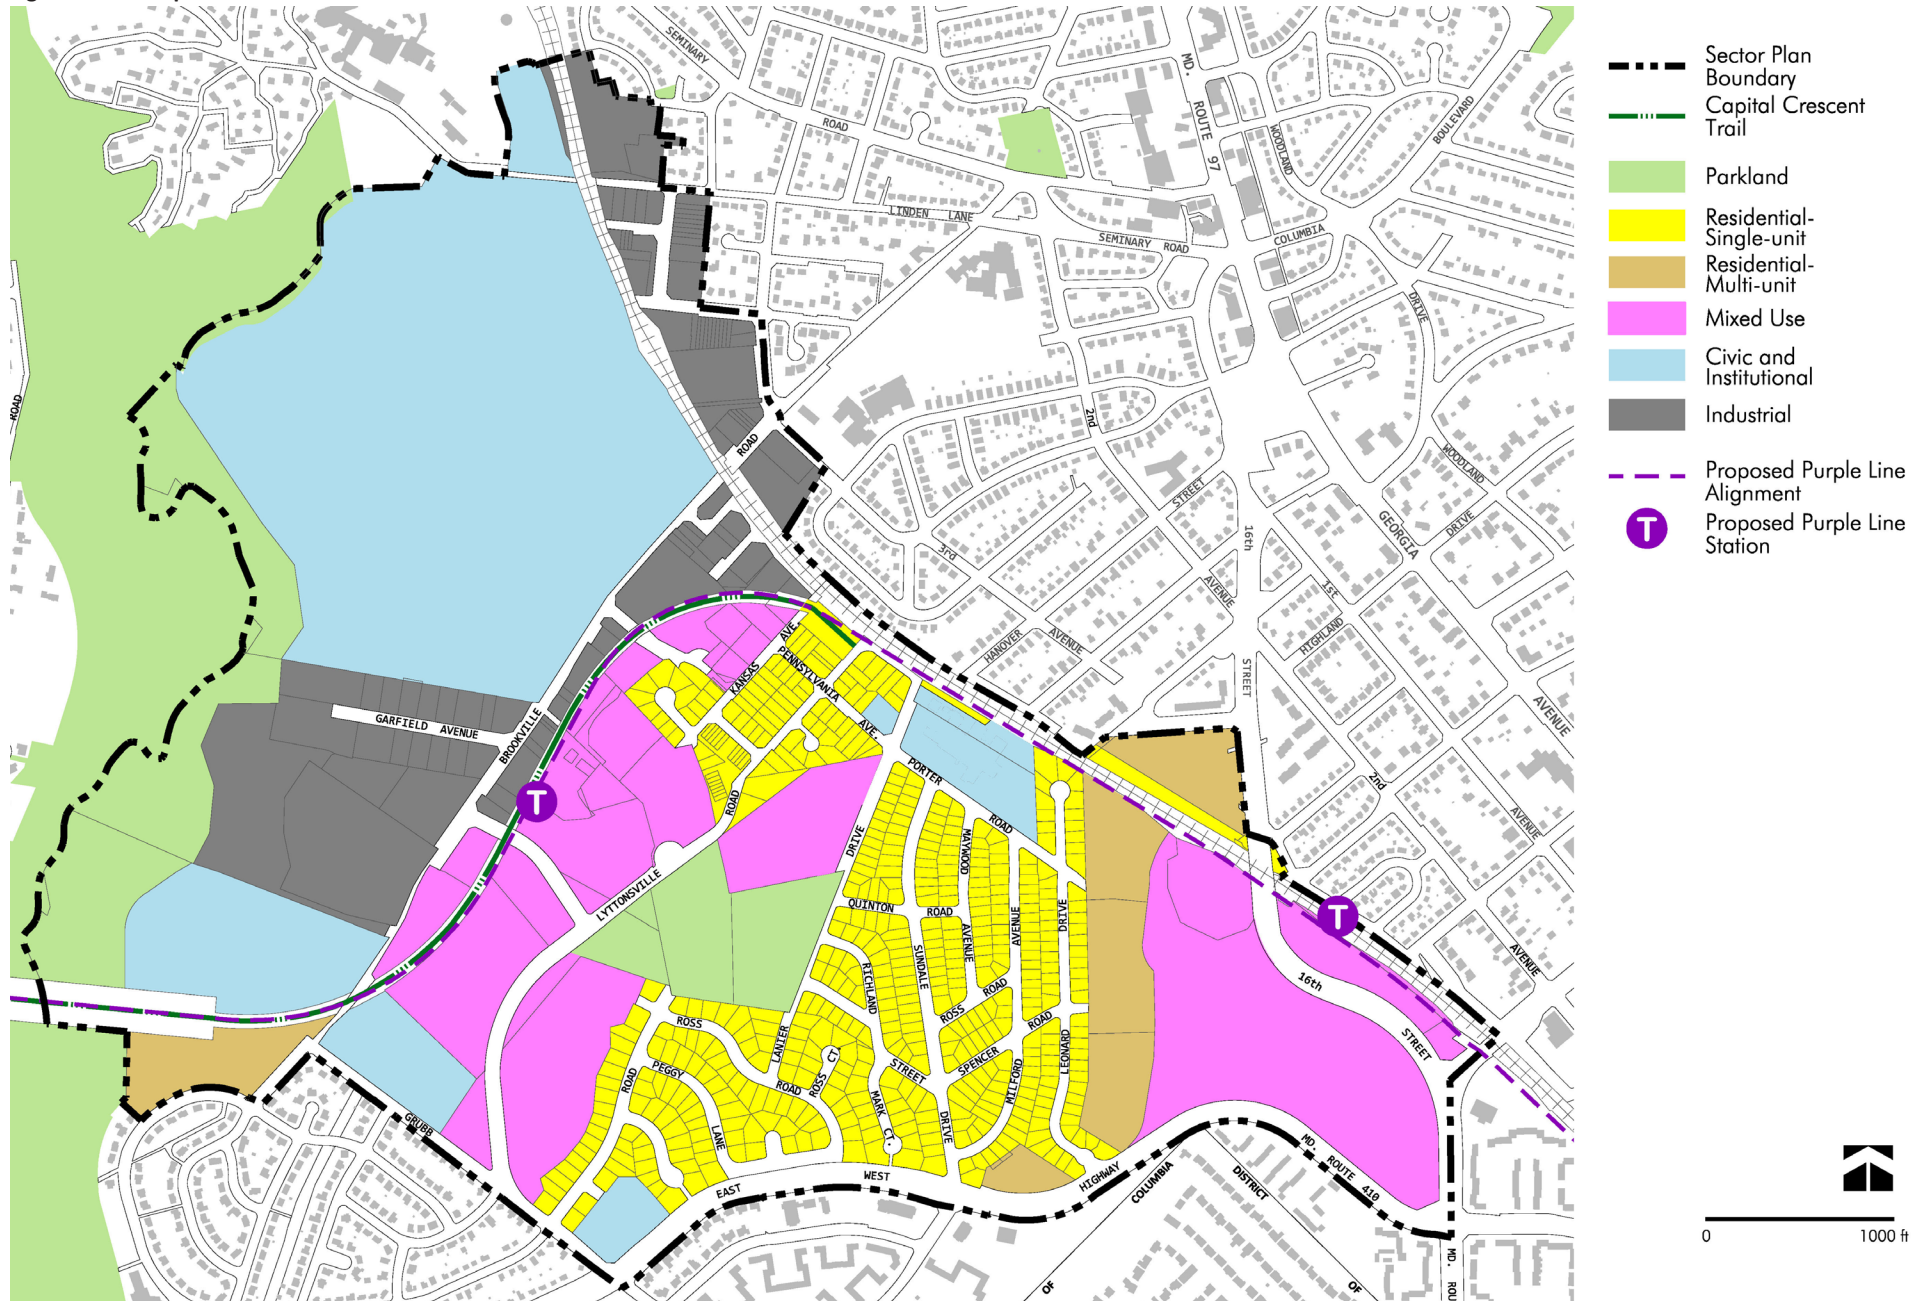 SEMINARY
ROAD
MD.
ROUTE
97
WOODLAND
BOULEVARD
LINDEN LANE
SEMINARY ROAD
COLUMBIA
DRIVE
ROAD
2nd
ROAD
STREET
WOODLAND
DRIVE
GEORGIA
16th
3rd
AVENUE
1st
HIGHLAND
HANOVER
AVENUE
STREET
AVENUE
AVE.
KANSAS
PENNSYLVANIA
AVE.
GARFIELD AVENUE
BROOKVILLE
T
PORTER
ROAD
ROAD
2nd
AVENUE
DRIVE
MAYWOOD
AVENUE
LYTTONSVILLE
QUINTON
ROAD
AVENUE
DRIVE
T
SUNDALE
RICHLAND
AVENUE
16th
STREET
ROSS
ROAD
ROSS
LANIER
ROAD
LEONARD
PEGGY
LANE
ROAD
ROAD
ROSS
CT
STREET
SPENCER
MILFORD
MARK
CT.
DRIVE
GRUBB
EAST
WEST
HIGHWAY
MD.
ROUTE
410
COLUMBIA
DISTRICT
OF
OF
MD.
ROU
Sector Plan
Boundary
Capital Crescent
Trail
Parkland
Residential-
Single-unit
Residential-
Multi-unit
Mixed Use
Civic and
Institutional
Industrial
Proposed Purple Line
Alignment
T
Proposed Purple Line
Station
0
1000 ft